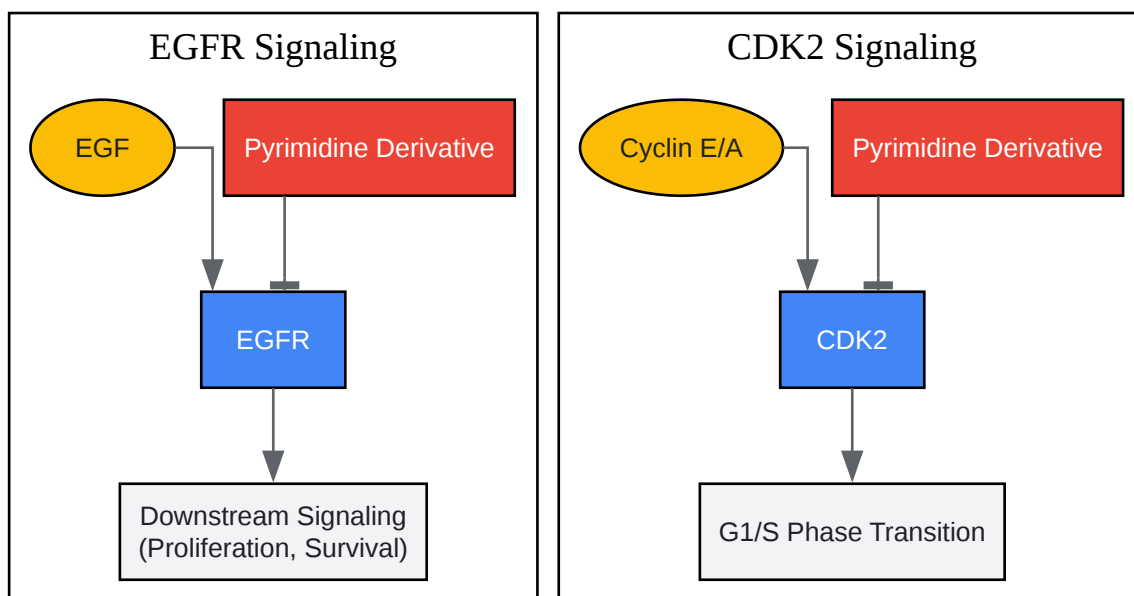 EGFR Signaling
EGF
Pyrimidine Derivative
EGFR
Downstream Signaling
(Proliferation, Survival)
CDK2 Signaling
Cyclin E/A
Pyrimidine Derivative
CDK2
G1/S Phase Transition